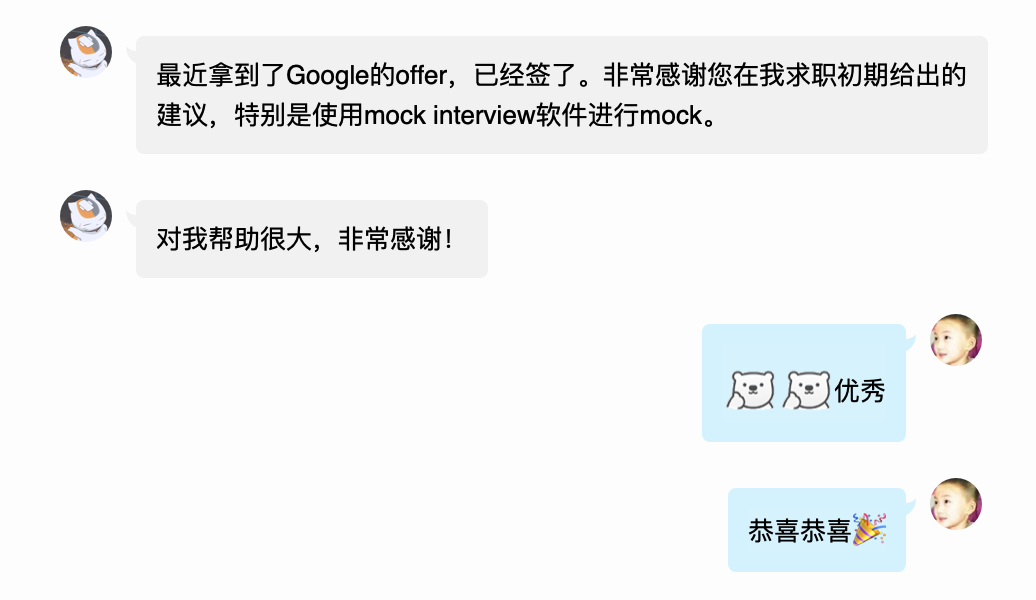 最近拿到了Google的offer，已经签了。非常感谢您在我求职初期给出的
建议，特别是使用mock interview软件进行mock。
对我帮助很大，非常感谢！
优秀
恭喜恭喜🎉